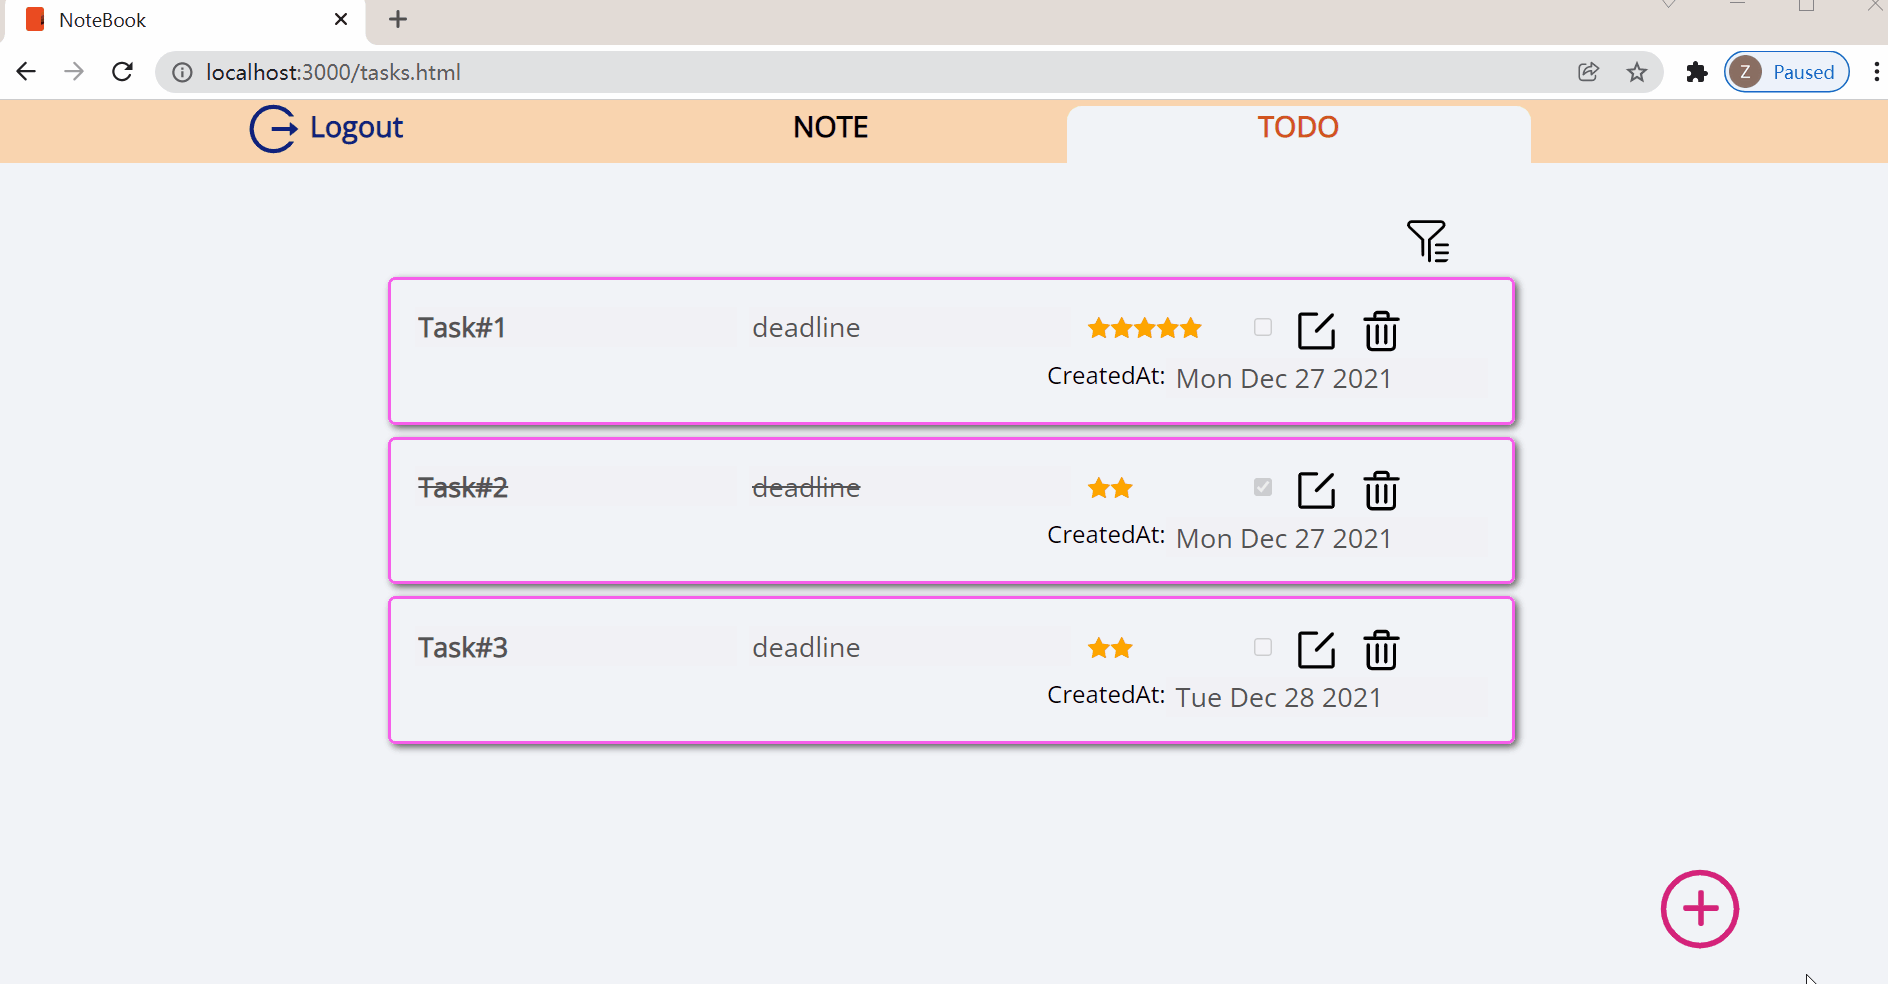 NoteBook
localhost:3000/tasks.html
Z Paused
Logout NOTE TODO
Task#1 deadline
CreatedAt: Mon Dec 27 2021
Task#2 deadline
CreatedAt: Mon Dec 27 2021
Task#3 deadline
CreatedAt: Tue Dec 28 2021